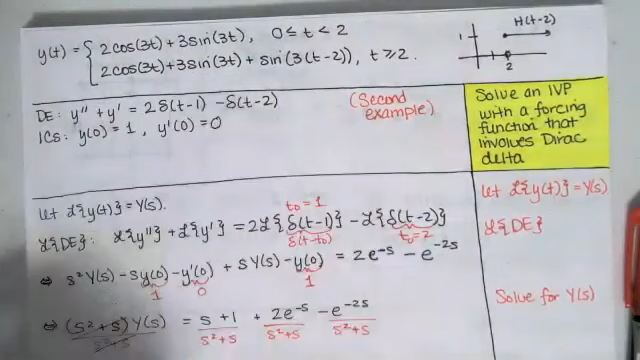 H(t-2)
y(t) = { 2cos(3t)+3sin(3t), 0≤t<2
2cos(3t)+3sin(3t)+sin(3(t-2)), t≥2.
1
2
DE: y''+y' = 2δ(t-1) - δ(t-2)
ICs: y(0)=1, y'(0)=0
(Second example)
Solve an IVP
with a forcing
function that
involves Dirac
delta
Let ℒ{y(t)}=Y(s).
t₀=1
let ℒ{y(t)}=Y(s)
ℒ{DE}: ℒ{y''}+ℒ{y'} = 2ℒ{δ(t-1)} - ℒ{δ(t-2)}
δ(t-t₀) t₀=2
ℒ{DE}
⇔ s²Y(s)-sy(0)-y'(0) + sY(s)-y(0) = 2e^-s - e^-2s
1 0 1
Solve for Y(s)
⇔ (s²+s)Y(s) = s+1 + 2e^-s - e^-2s
s²+s s²+s s²+s s²+s